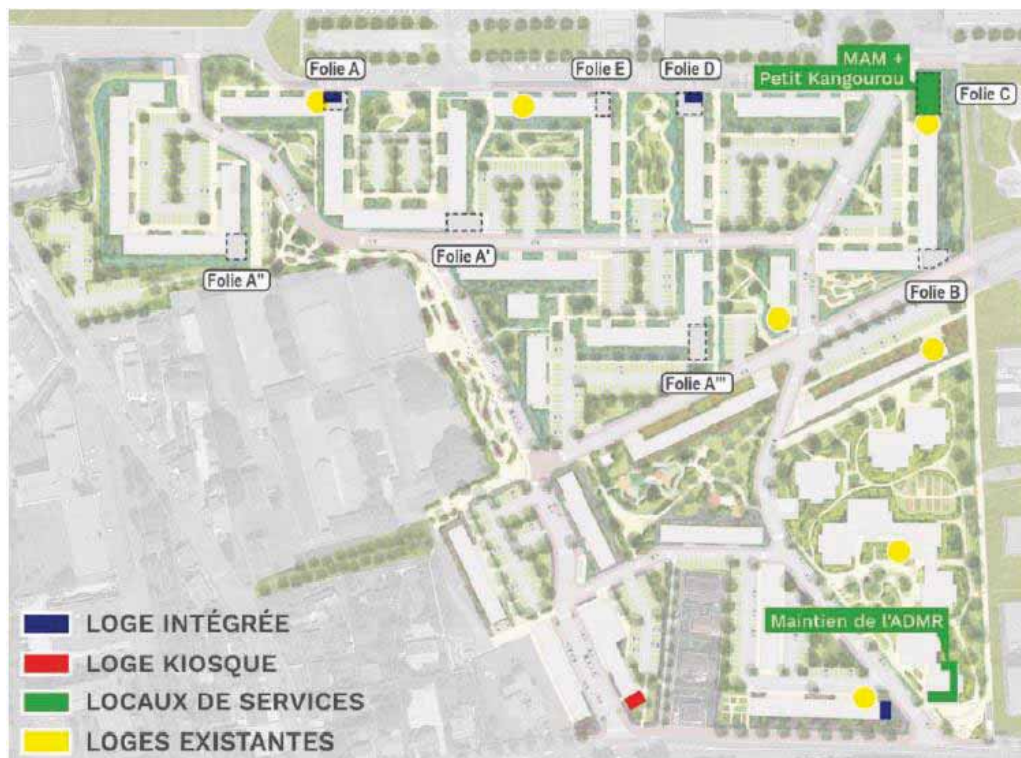 MAM +
Petit Kangourou
Folie A
Folie E
Folie D
Folie C
Folie A''
Folie A'
Folie B
Folie A'''
Maintien de l'ADMR
LOGE INTÉGRÉE
LOGE KIOSQUE
LOCAUX DE SERVICES
LOGES EXISTANTES